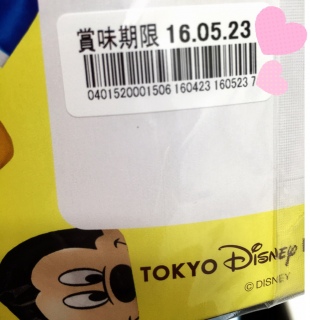 賞味期限 16.05.23
0401520001506 160423 160523 7
TOKYO Disney
© DISNEY